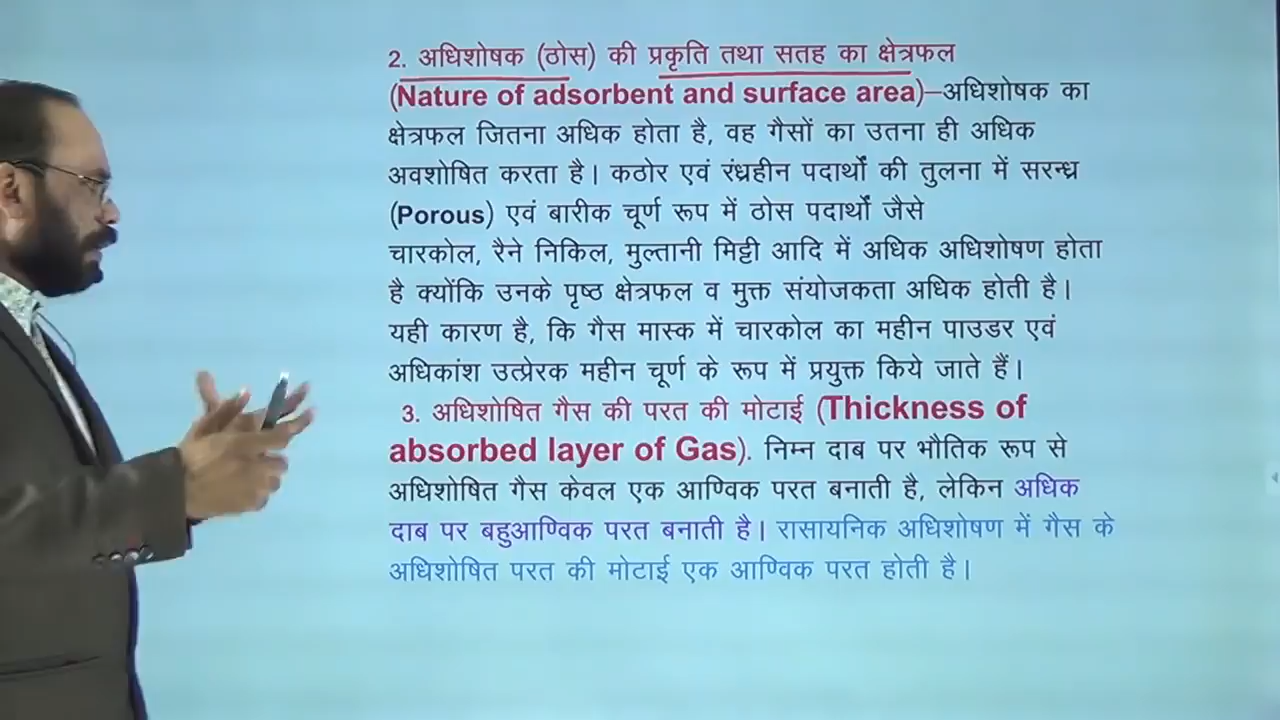 2. अधिशोषक (ठोस) की प्रकृति तथा सतह का क्षेत्रफल
(Nature of adsorbent and surface area)–अधिशोषक का
क्षेत्रफल जितना अधिक होता है, वह गैसों का उतना ही अधिक
अवशोषित करता है। कठोर एवं रंध्रहीन पदार्थों की तुलना में सरन्ध्र
(Porous) एवं बारीक चूर्ण रूप में ठोस पदार्थों जैसे
चारकोल, रैने निकिल, मुल्तानी मिट्टी आदि में अधिक अधिशोषण होता
है क्योंकि उनके पृष्ठ क्षेत्रफल व मुक्त संयोजकता अधिक होती है।
यही कारण है, कि गैस मास्क में चारकोल का महीन पाउडर एवं
अधिकांश उत्प्रेरक महीन चूर्ण के रूप में प्रयुक्त किये जाते हैं।
3. अधिशोषित गैस की परत की मोटाई (Thickness of
absorbed layer of Gas). निम्न दाब पर भौतिक रूप से
अधिशोषित गैस केवल एक आण्विक परत बनाती है, लेकिन अधिक
दाब पर बहुआण्विक परत बनाती है। रासायनिक अधिशोषण में गैस के
अधिशोषित परत की मोटाई एक आण्विक परत होती है।